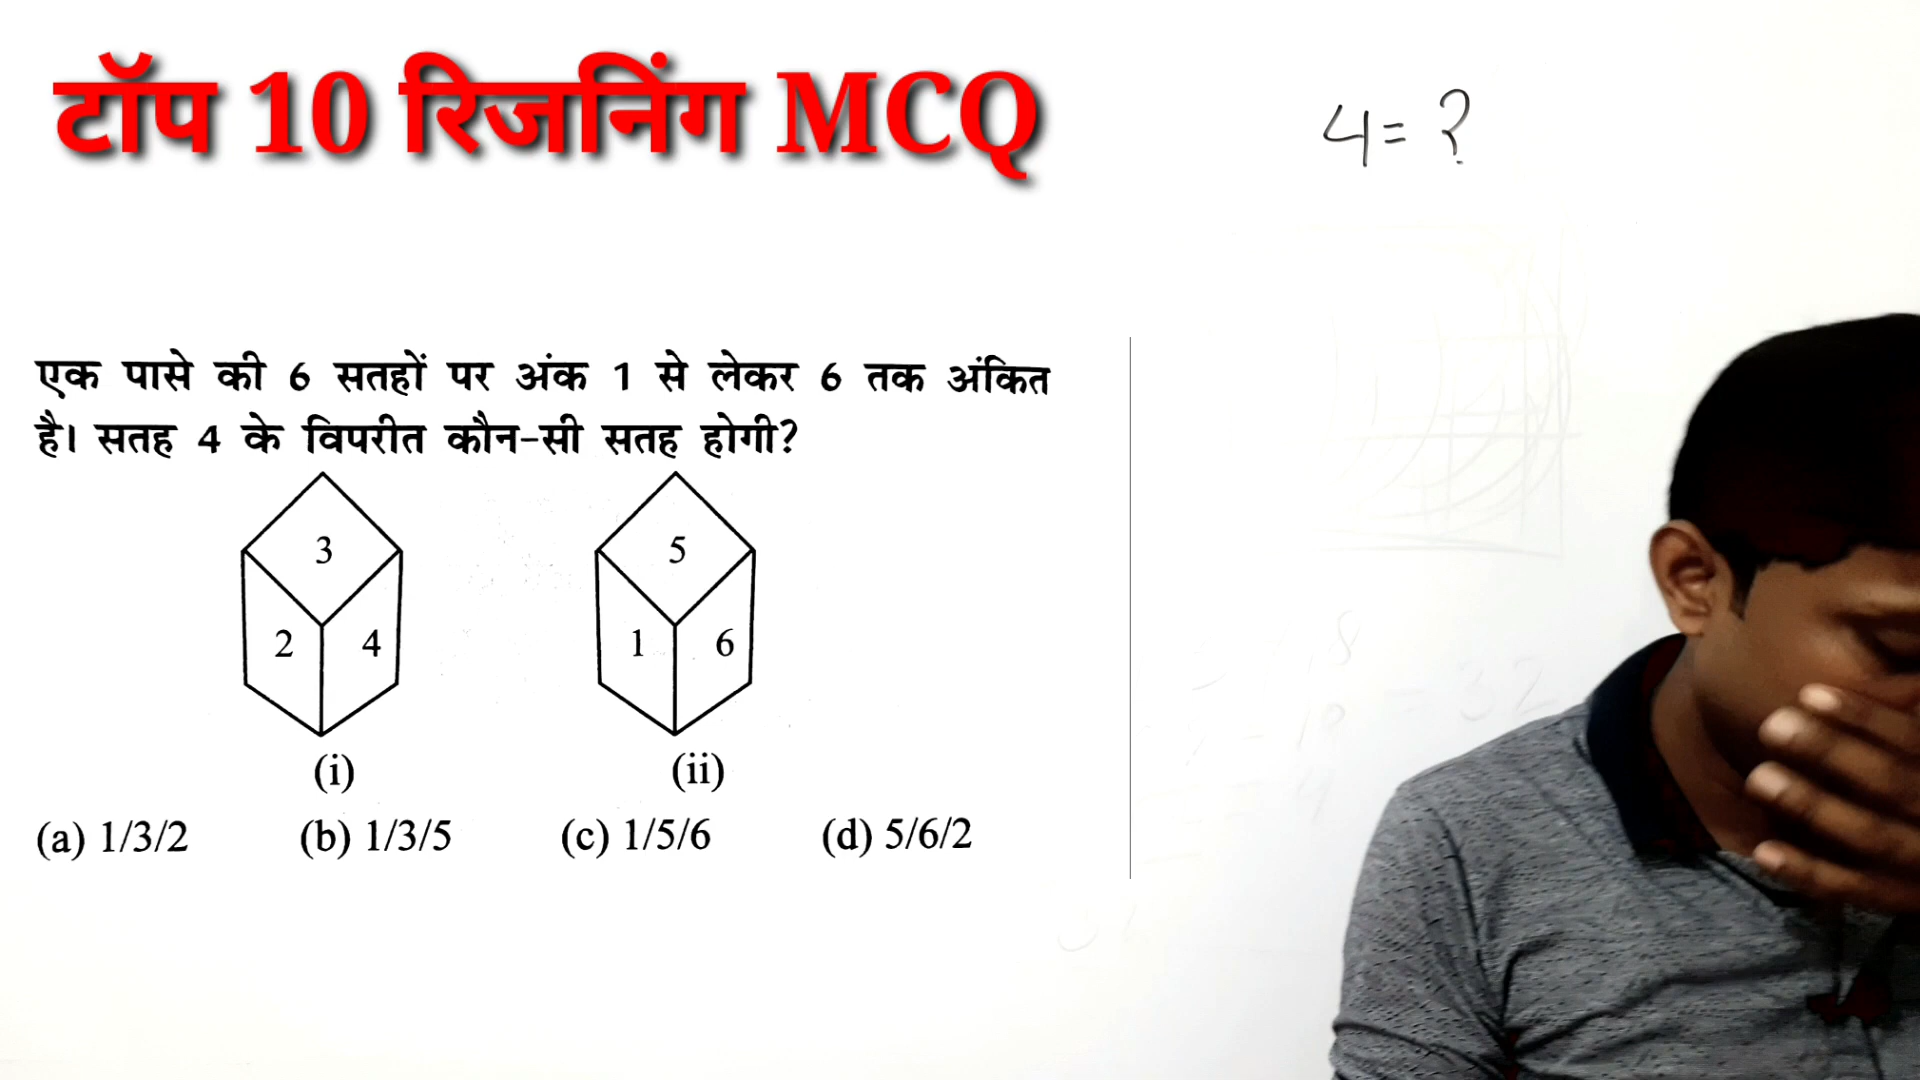 टॉप 10 रिजनिंग MCQ
4 = ?
एक पासे की 6 सतहों पर अंक 1 से लेकर 6 तक अंकित
है। सतह 4 के विपरीत कौन-सी सतह होगी?
3
2 4
(i)
5
1 6
(ii)
(a) 1/3/2 (b) 1/3/5 (c) 1/5/6 (d) 5/6/2